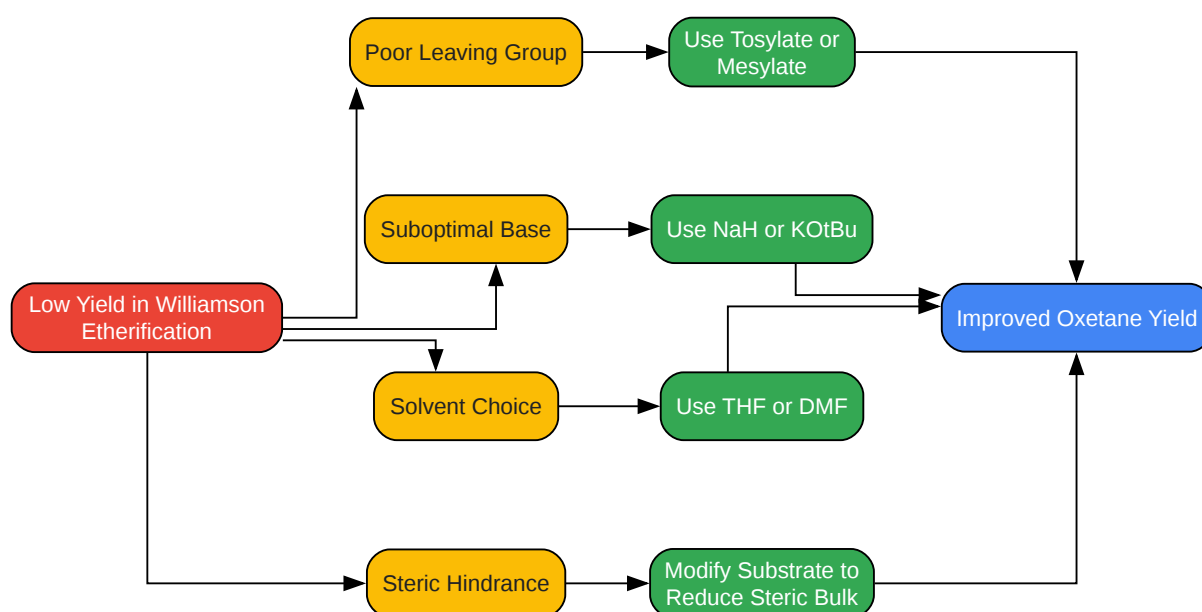 Poor Leaving Group
Use Tosylate or
Mesylate
Suboptimal Base
Use NaH or KOtBu
Low Yield in Williamson
Etherification
Improved Oxetane Yield
Solvent Choice
Use THF or DMF
Steric Hindrance
Modify Substrate to
Reduce Steric Bulk